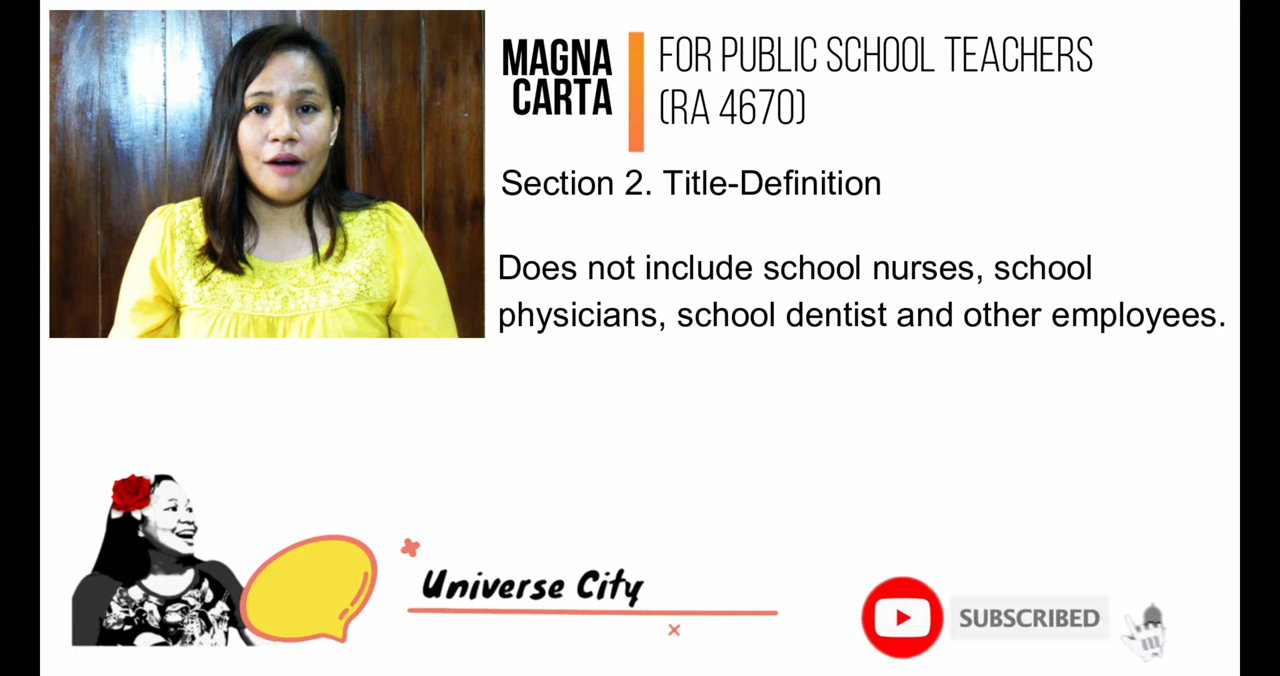 MAGNA
CARTA
FOR PUBLIC SCHOOL TEACHERS
(RA 4670)
Section 2. Title-Definition
Does not include school nurses, school
physicians, school dentist and other employees.
Universe City
SUBSCRIBED